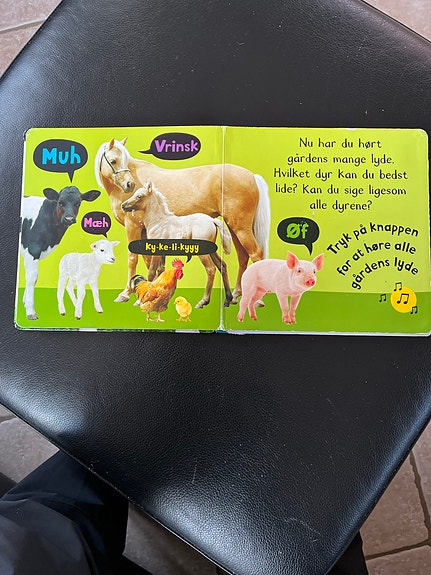 Muh
Vrinsk
Mæh
Ky-ke-li-kyyy
Nu har du hørt
gårdens mange lyde.
Hvilket dyr kan du bedst
lide? Kan du sige ligesom
alle dyrene?
Øf
Tryk på knappen
for at høre alle
gårdens lyde